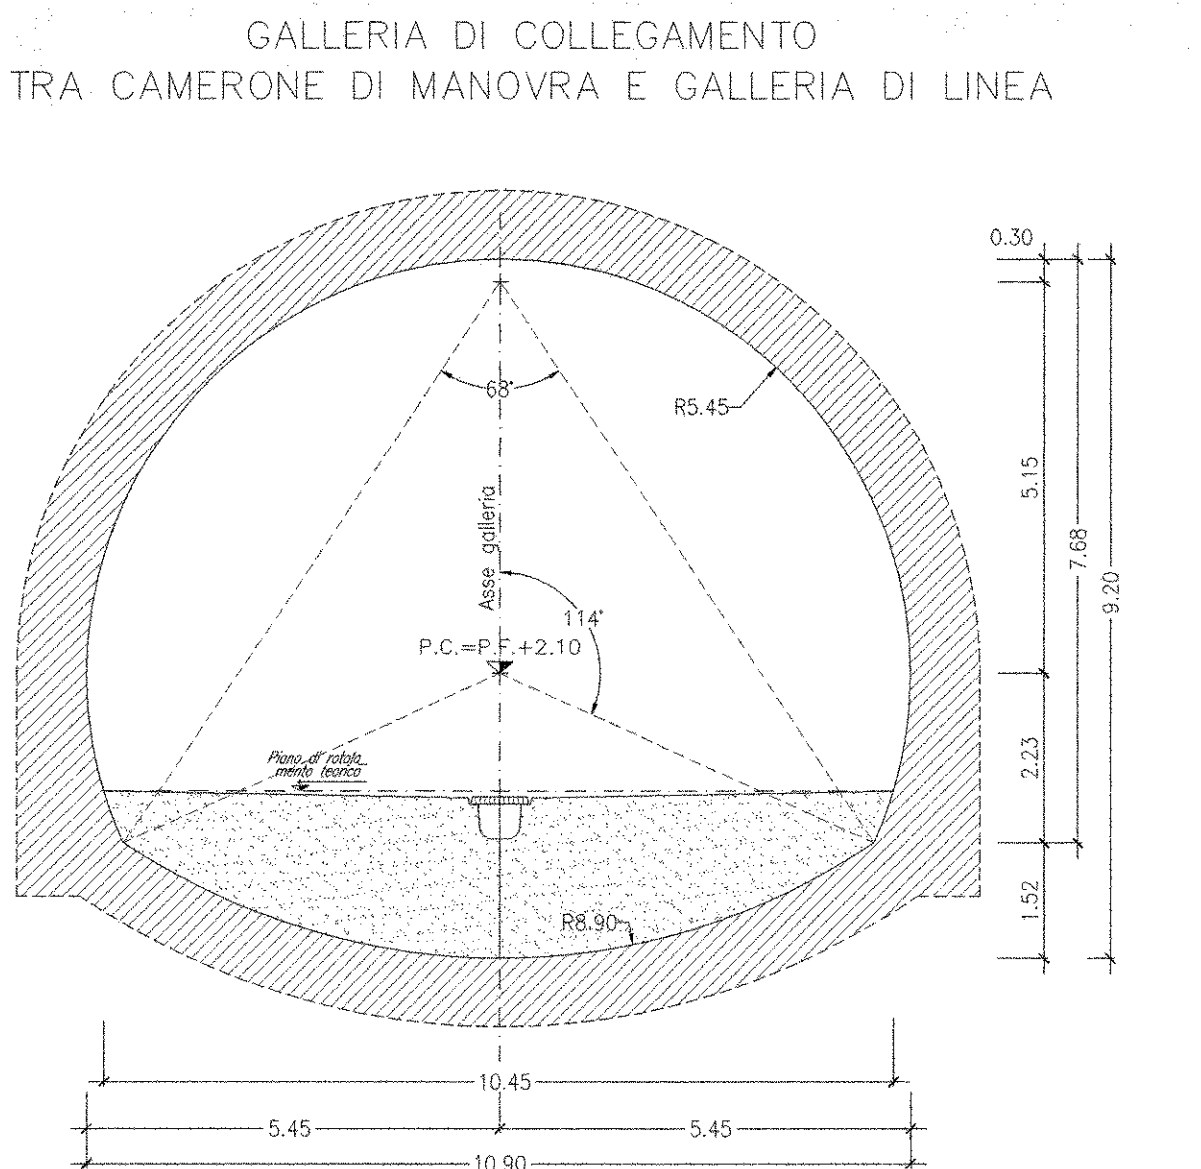 GALLERIA DI COLLEGAMENTO
TRA CAMERONE DI MANOVRA E GALLERIA DI LINEA
0.30
68°
R5.45
5.15
7.68
9.20
Asse galleria
114°
P.C.=P.F.+2.10
Piano di rotola
mento teorico
2.23
1.52
R8.90
10.45
5.45
5.45
10.90